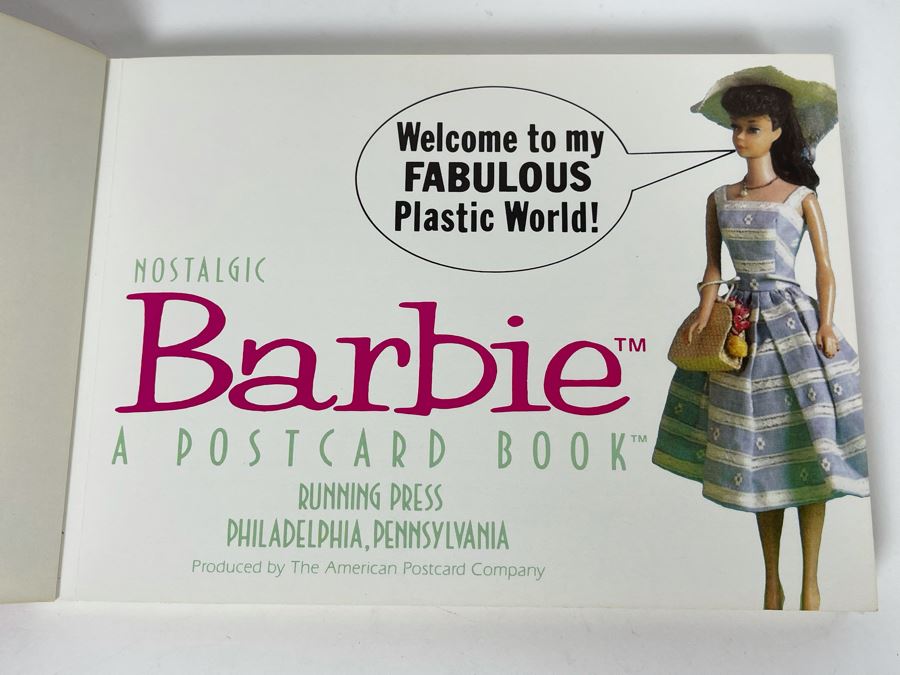 Welcome to my
FABULOUS
Plastic World!
NOSTALGIC
Barbie™
A POSTCARD BOOK™
RUNNING PRESS
PHILADELPHIA, PENNSYLVANIA
Produced by The American Postcard Company